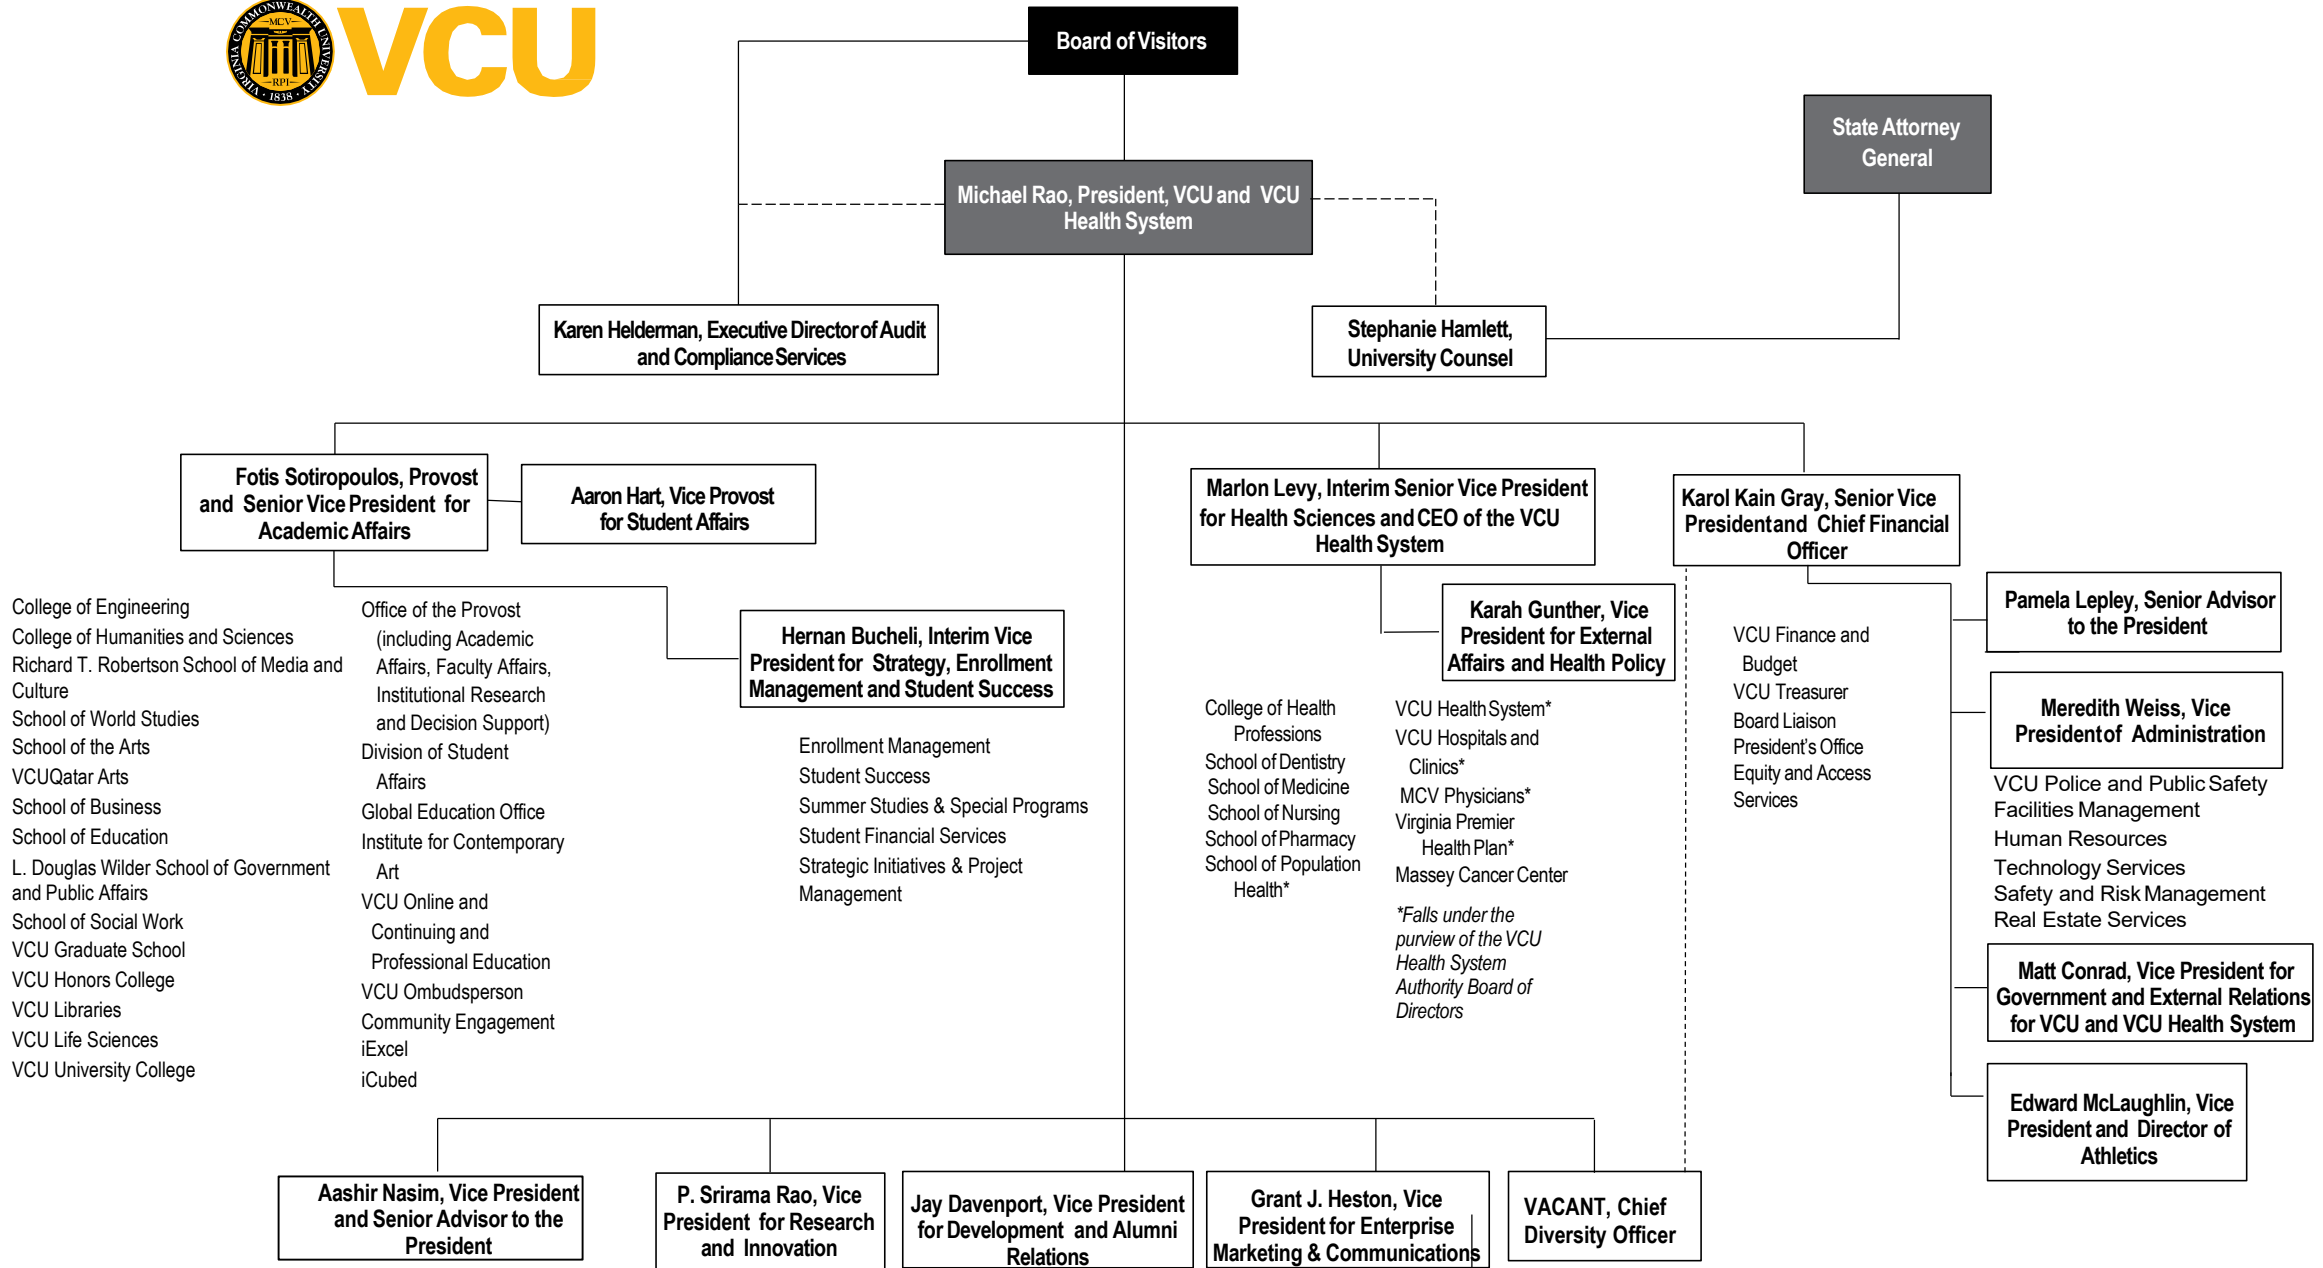 VIRGINIA COMMONWEALTH UNIVERSITY
MCV
RPI
1838
VCU
Board of Visitors
State Attorney
General
Michael Rao, President, VCU and VCU
Health System
Karen Helderman, Executive Director of Audit
and Compliance Services
Stephanie Hamlett,
University Counsel
Fotis Sotiropoulos, Provost
and Senior Vice President for
Academic Affairs
Aaron Hart, Vice Provost
for Student Affairs
Marlon Levy, Interim Senior Vice President
for Health Sciences and CEO of the VCU
Health System
Karol Kain Gray, Senior Vice
President and Chief Financial
Officer
College of Engineering
College of Humanities and Sciences
Richard T. Robertson School of Media and
Culture
School of World Studies
School of the Arts
VCUQatar Arts
School of Business
School of Education
L. Douglas Wilder School of Government
and Public Affairs
School of Social Work
VCU Graduate School
VCU Honors College
VCU Libraries
VCU Life Sciences
VCU University College
Office of the Provost
(including Academic
Affairs, Faculty Affairs,
Institutional Research
and Decision Support)
Division of Student
Affairs
Global Education Office
Institute for Contemporary
Art
VCU Online and
Continuing and
Professional Education
VCU Ombudsperson
Community Engagement
iExcel
iCubed
Hernan Bucheli, Interim Vice
President for Strategy, Enrollment
Management and Student Success
Enrollment Management
Student Success
Summer Studies & Special Programs
Student Financial Services
Strategic Initiatives & Project
Management
Karah Gunther, Vice
President for External
Affairs and Health Policy
College of Health
Professions
School of Dentistry
School of Medicine
School of Nursing
School of Pharmacy
School of Population
Health*
VCU Health System*
VCU Hospitals and
Clinics*
MCV Physicians*
Virginia Premier
Health Plan*
Massey Cancer Center
*Falls under the
purview of the VCU
Health System
Authority Board of
Directors
VCU Finance and
Budget
VCU Treasurer
Board Liaison
President’s Office
Equity and Access
Services
Pamela Lepley, Senior Advisor
to the President
Meredith Weiss, Vice
President of Administration
VCU Police and Public Safety
Facilities Management
Human Resources
Technology Services
Safety and Risk Management
Real Estate Services
Matt Conrad, Vice President for
Government and External Relations
for VCU and VCU Health System
Edward McLaughlin, Vice
President and Director of
Athletics
Aashir Nasim, Vice President
and Senior Advisor to the
President
P. Srirama Rao, Vice
President for Research
and Innovation
Jay Davenport, Vice President
for Development and Alumni
Relations
Grant J. Heston, Vice
President for Enterprise
Marketing & Communications
VACANT, Chief
Diversity Officer